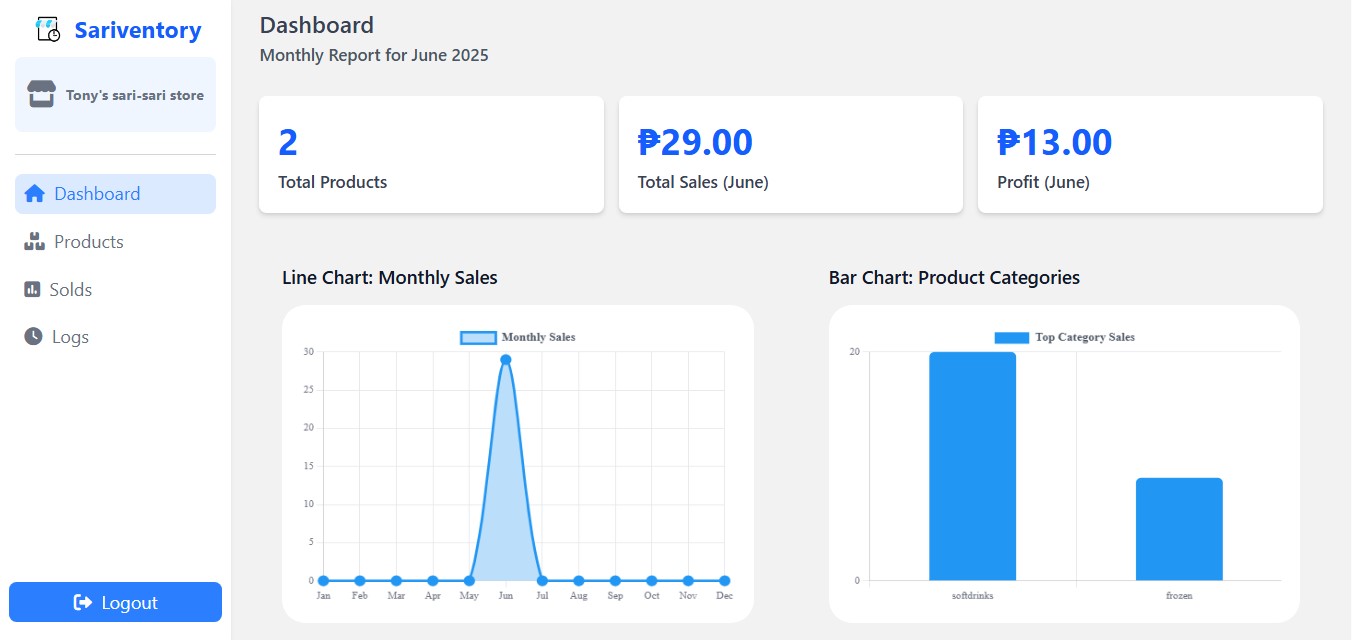 Sariventory
Tony's sari-sari store
Dashboard
Products
Solds
Logs
Logout
Dashboard
Monthly Report for June 2025
2
Total Products
₱29.00
Total Sales (June)
₱13.00
Profit (June)
Line Chart: Monthly Sales
Monthly Sales
30
25
20
15
10
5
0
Jan Feb Mar Apr May Jun Jul Aug Sep Oct Nov Dec
Bar Chart: Product Categories
Top Category Sales
20
0
softdrinks frozen